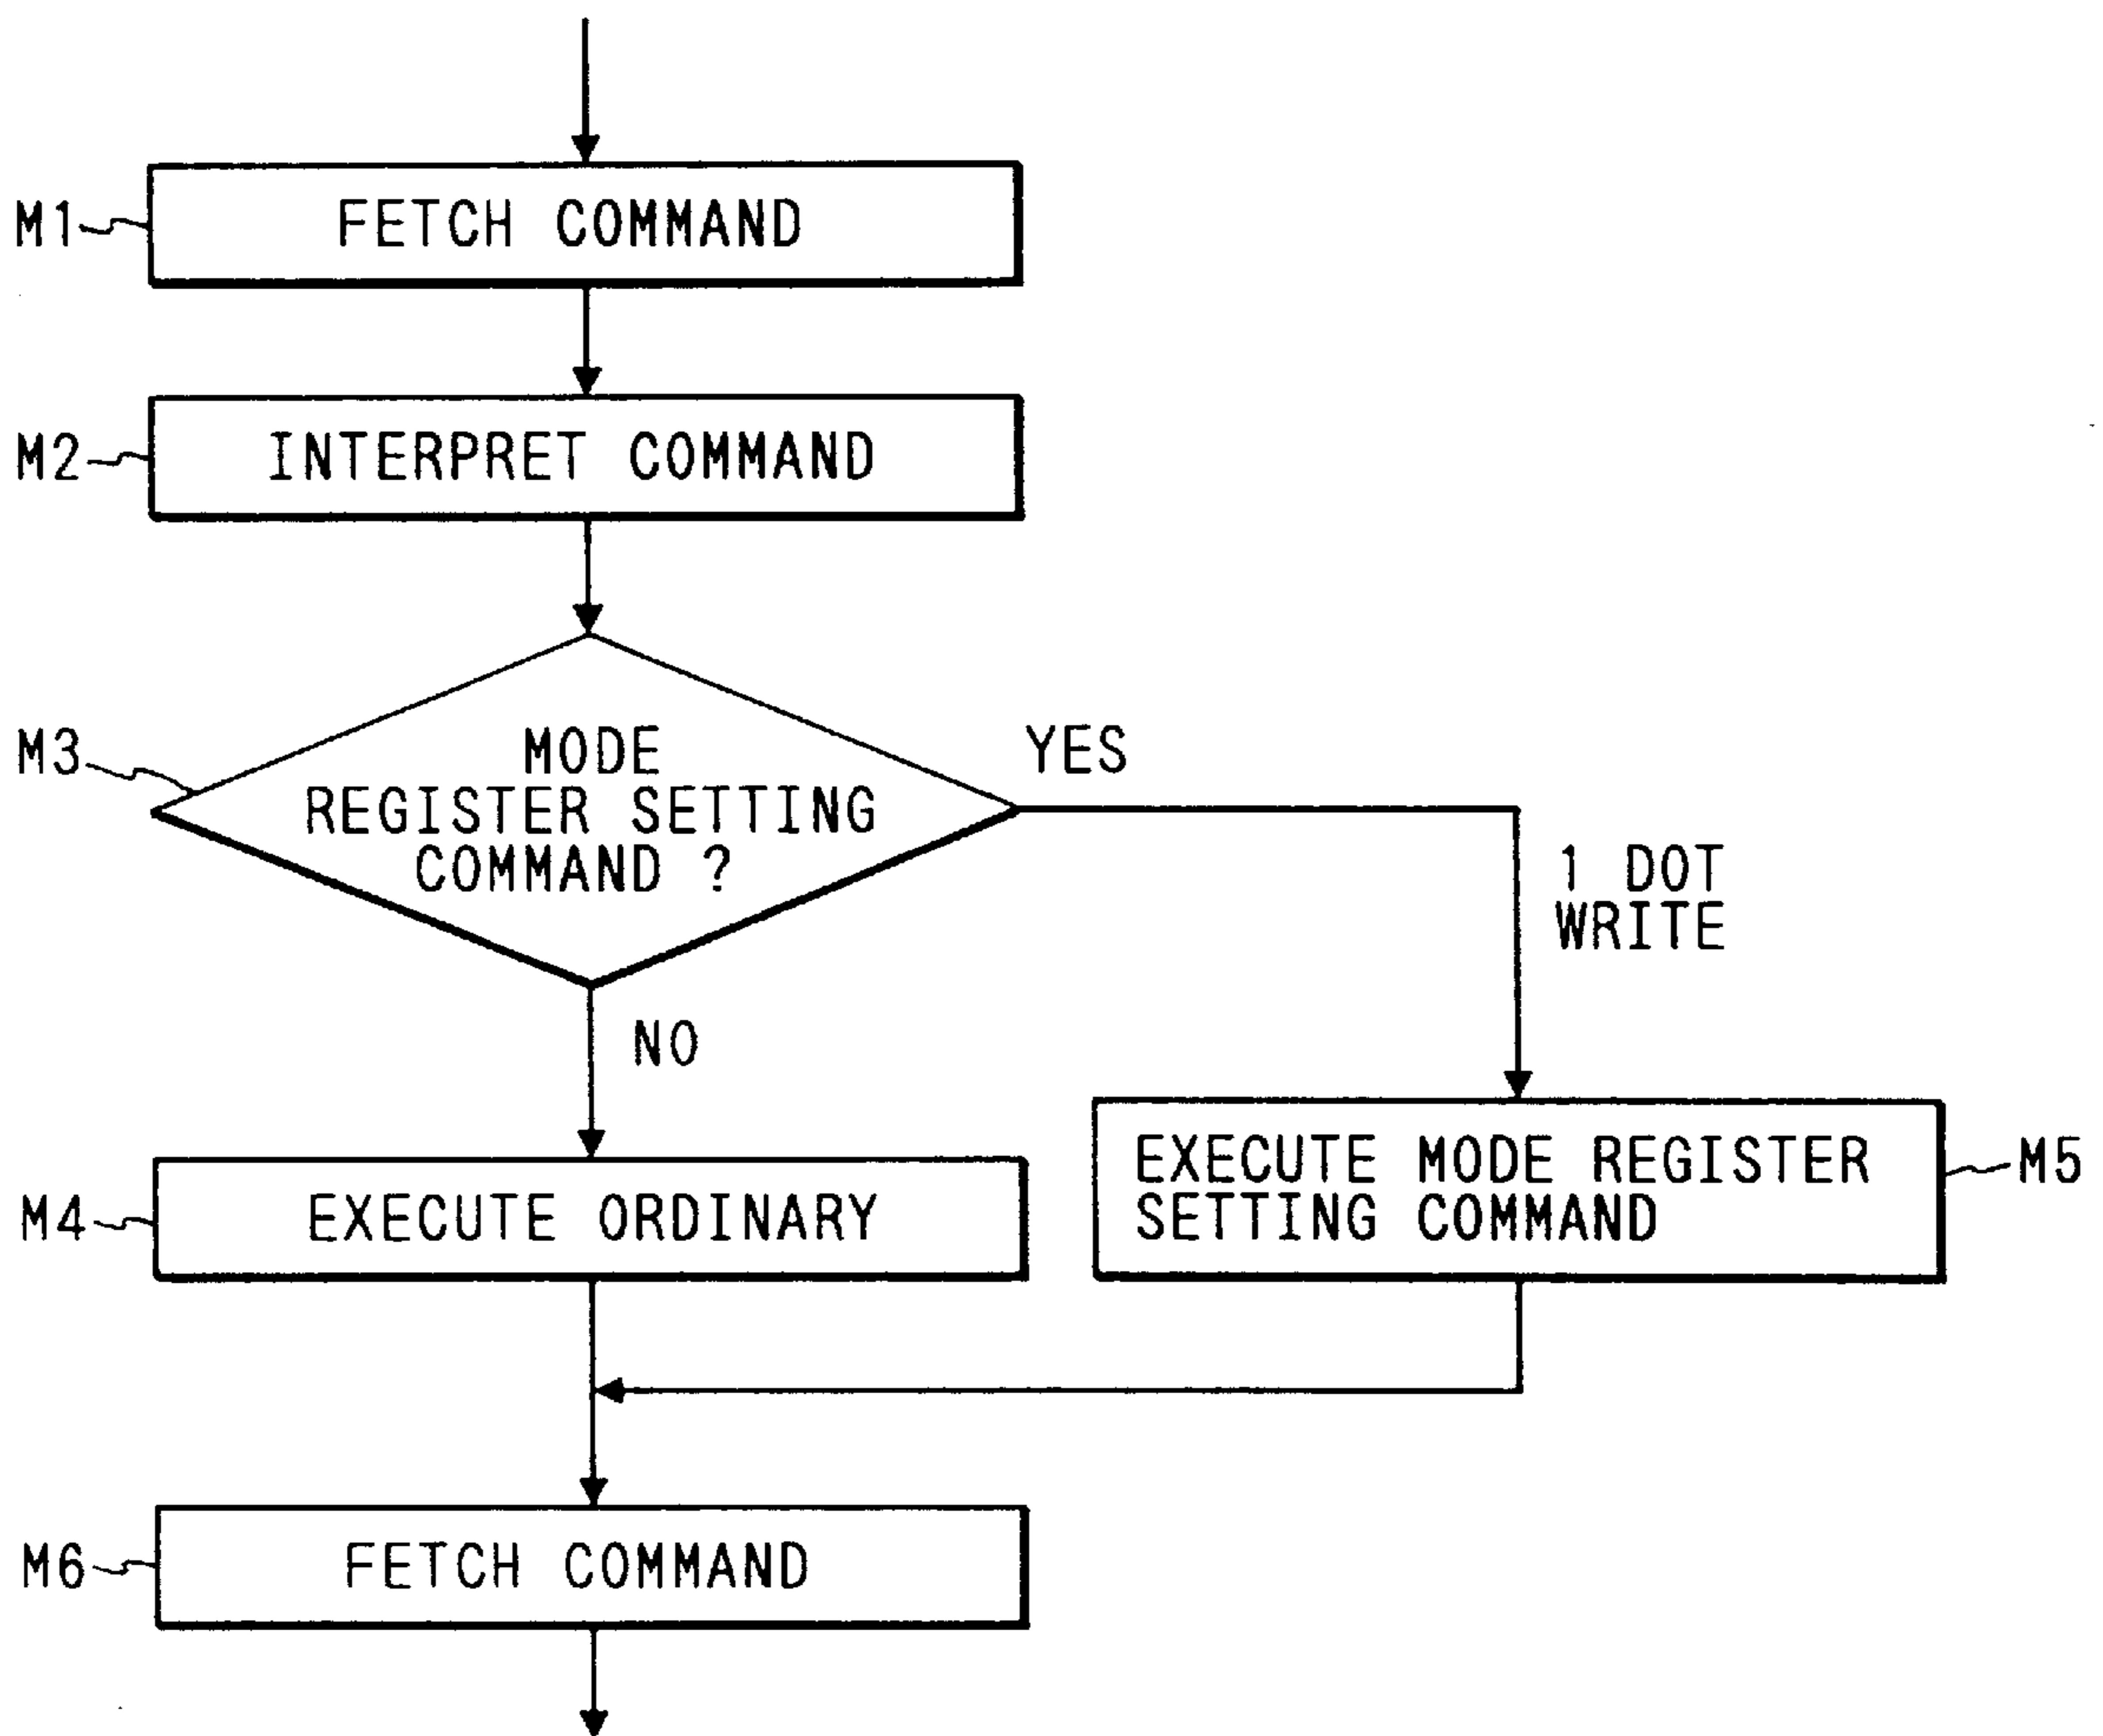 M1
FETCH COMMAND
M2
INTERPRET COMMAND
M3
MODE
REGISTER SETTING
COMMAND ?
YES
1 DOT
WRITE
NO
M4
EXECUTE ORDINARY
EXECUTE MODE REGISTER
SETTING COMMAND
M5
M6
FETCH COMMAND